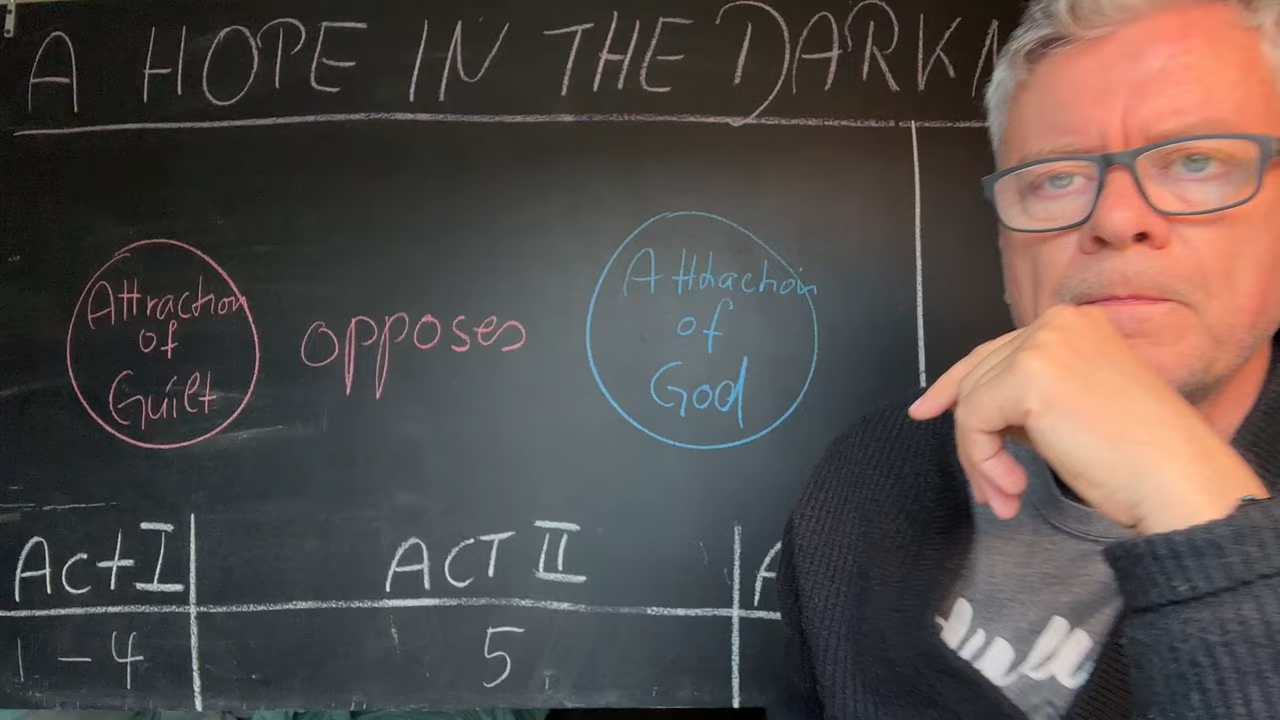 A HOPE IN THE DARKN
Attraction
of
Guilt
opposes
Attraction
of
God
Act I
ACT II
A
1-4
5